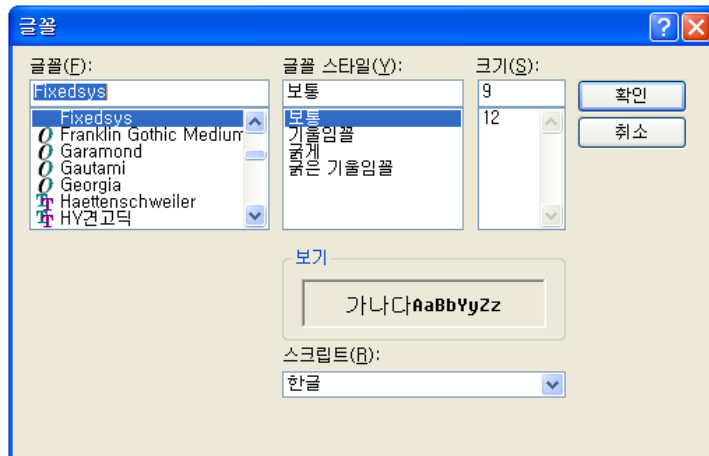 글꼴
글꼴(F):
Fixedsys
Fixedsys
Franklin Gothic Medium
Garamond
Gautami
Georgia
Haettenschweiler
HY견고딕
글꼴 스타일(Y):
보통
보통
기울임꼴
굵게
굵은 기울임꼴
크기(S):
9
12
확인
취소
보기
가나다AaBbYyZz
스크립트(R):
한글